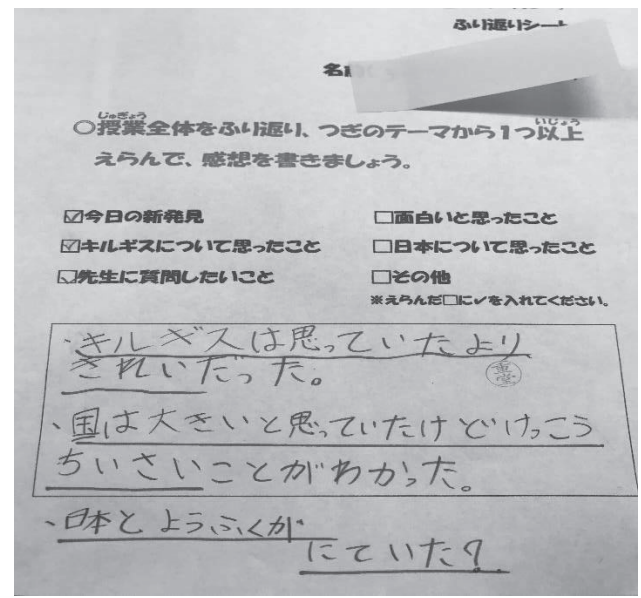 ふり返りシート
名前
○授業全体をふり返り、つぎのテーマから1つ以上
じゅぎょう
いじょう
えらんで、感想を書きましょう。
☑今日の新発見
□面白いと思ったこと
☑キルギスについて思ったこと
□日本について思ったこと
☑先生に質問したいこと
□その他
※えらんだ□に✓を入れてください。
・キルギスは思っていたより
きれいだった。
・国は大きいと思っていたけどけっこう
ちいさいことがわかった。
・日本とようふくが
にていた?